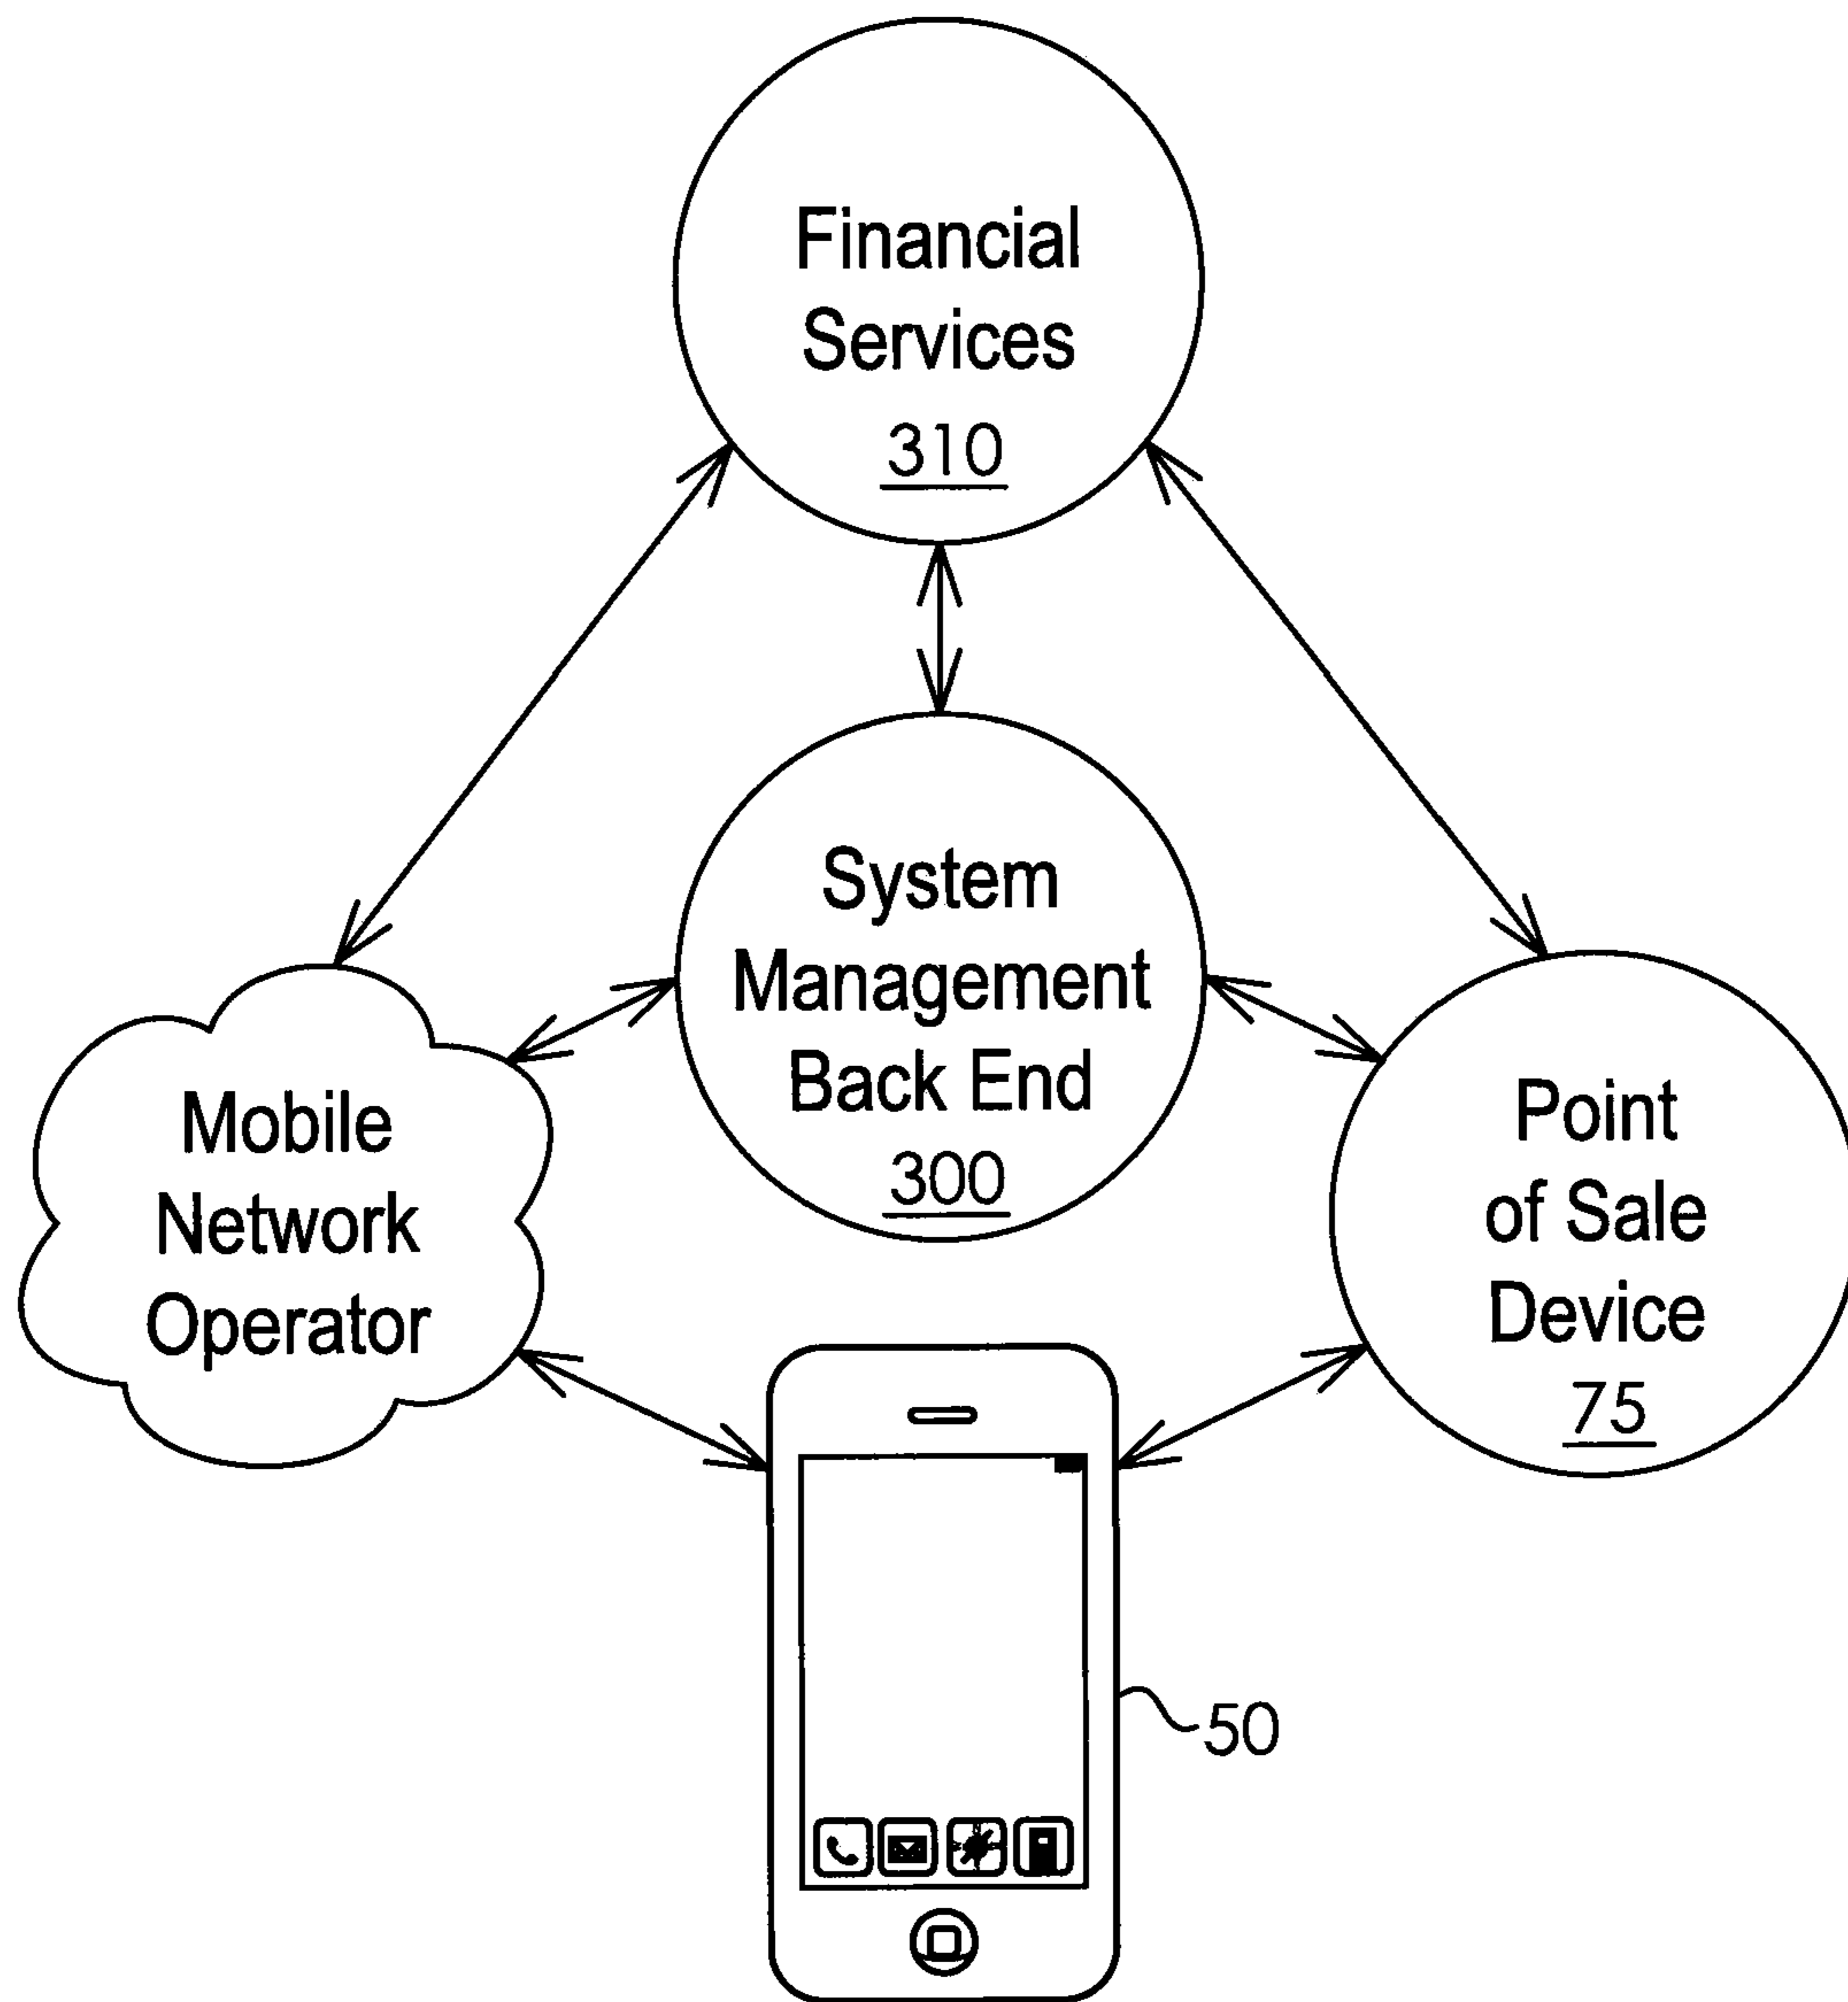 Financial
Services
310
System
Management
Back End
300
Mobile
Network
Operator
Point
of Sale
Device
75
50